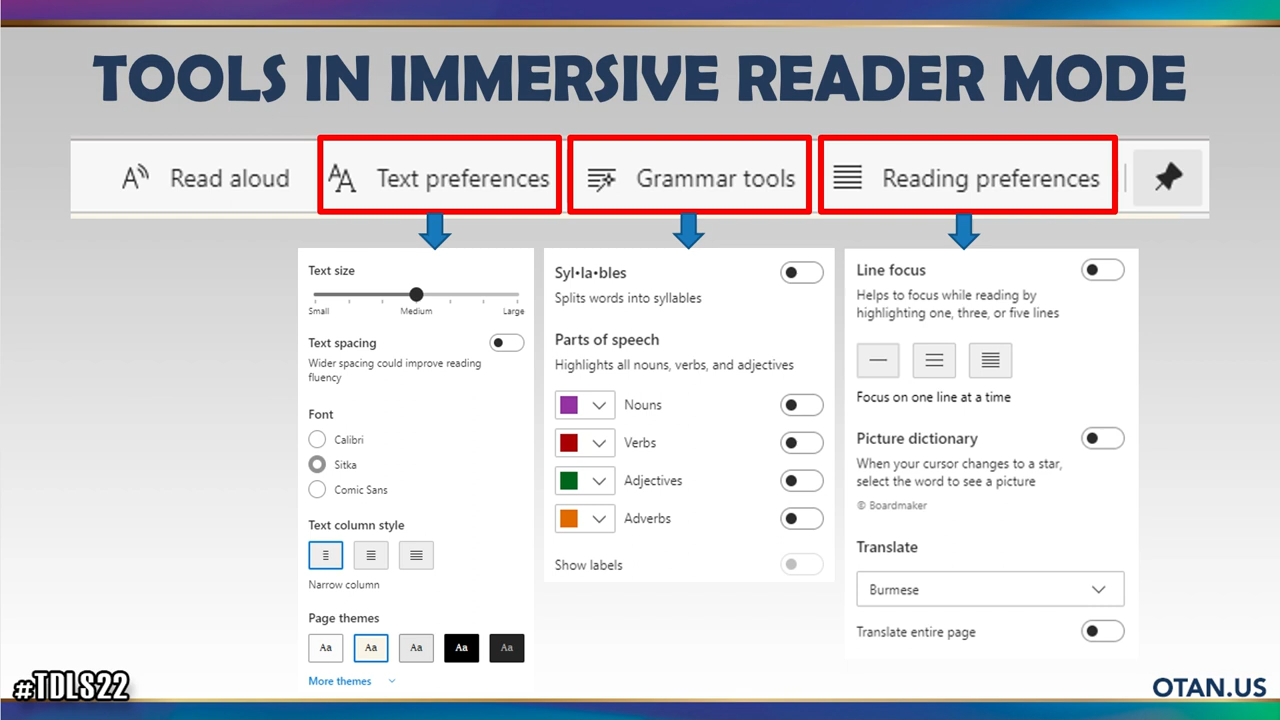 TOOLS IN IMMERSIVE READER MODE
Read aloud
Text preferences
Grammar tools
Reading preferences
Text size
Small Medium Large
Text spacing
Wider spacing could improve reading
fluency
Font
Calibri
Sitka
Comic Sans
Text column style
Narrow column
Page themes
Aa Aa Aa Aa Aa
More themes
Syl•la•bles
Splits words into syllables
Parts of speech
Highlights all nouns, verbs, and adjectives
Nouns
Verbs
Adjectives
Adverbs
Show labels
Line focus
Helps to focus while reading by
highlighting one, three, or five lines
Focus on one line at a time
Picture dictionary
When your cursor changes to a star,
select the word to see a picture
© Boardmaker
Translate
Burmese
Translate entire page
#TDLS22
OTAN.US